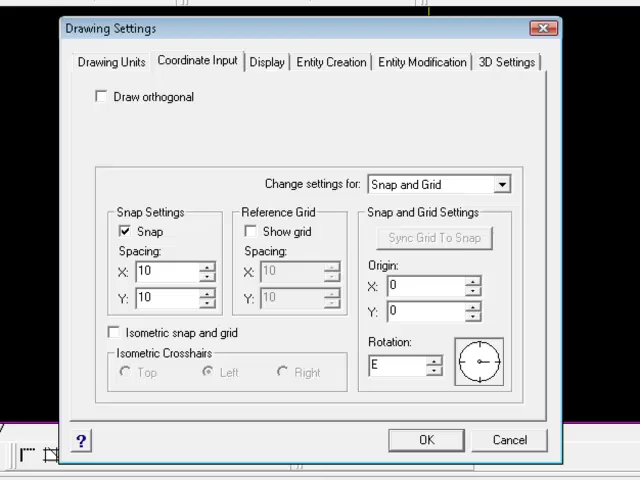 Drawing Settings
Drawing Units Coordinate Input Display Entity Creation Entity Modification 3D Settings
Draw orthogonal
Change settings for: Snap and Grid
Snap Settings Reference Grid Snap and Grid Settings
Snap Show grid Sync Grid To Snap
Spacing: Spacing: Origin:
X: 10 X: 10 X: 0
Y: 10 Y: 10 Y: 0
Isometric snap and grid Rotation:
Isometric Crosshairs E
Top Left Right
? OK Cancel